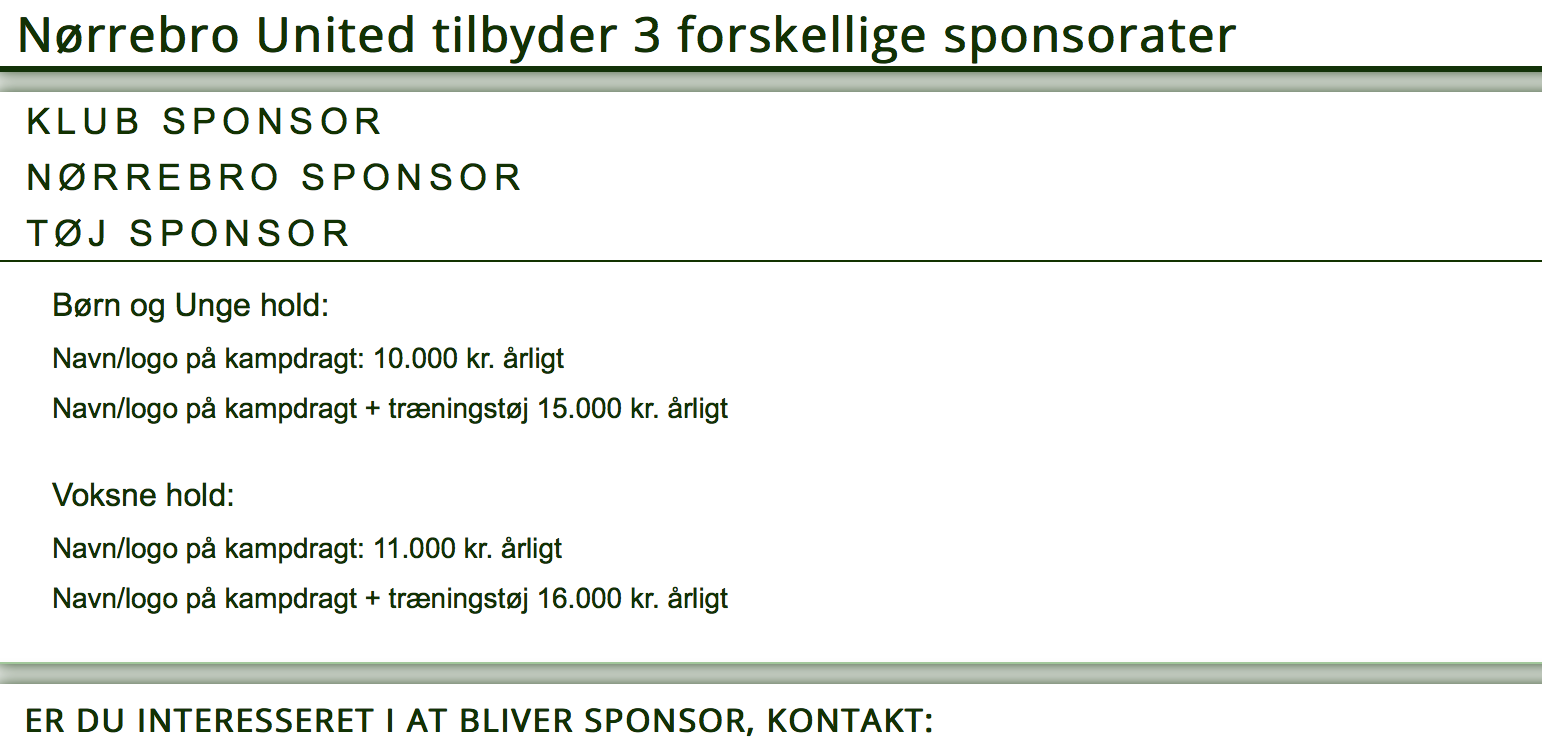 Nørrebro United tilbyder 3 forskellige sponsorater
KLUB SPONSOR
NØRREBRO SPONSOR
TØJ SPONSOR
Børn og Unge hold:
Navn/logo på kampdragt: 10.000 kr. årligt
Navn/logo på kampdragt + træningstøj 15.000 kr. årligt
Voksne hold:
Navn/logo på kampdragt: 11.000 kr. årligt
Navn/logo på kampdragt + træningstøj 16.000 kr. årligt
ER DU INTERESSERET I AT BLIVER SPONSOR, KONTAKT: